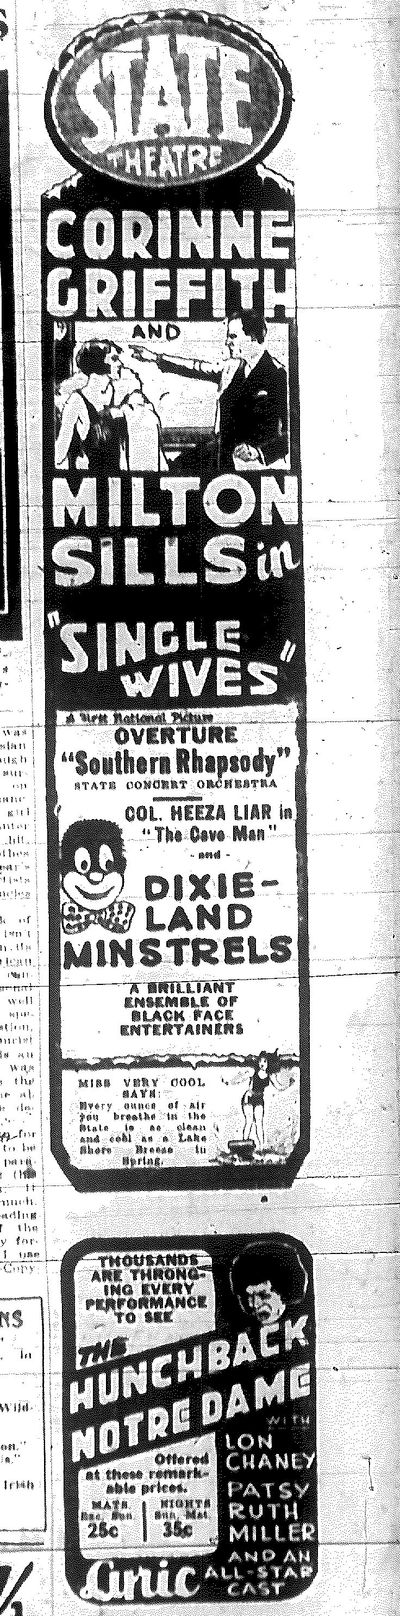 STATE
THEATRE
CORINNE
GRIFFITH
AND
MILTON
SILLS in
"SINGLE
WIVES"
A First National Picture
OVERTURE
"Southern Rhapsody"
STATE CONCERT ORCHESTRA
COL. HEEZA LIAR in
"The Cave Man"
- and -
DIXIE-
LAND
MINSTRELS
A BRILLIANT
ENSEMBLE OF
BLACK FACE
ENTERTAINERS
MISS VERY COOL
SAYS:
Every ounce of air
you breathe in the
State is as clean
and cool as a Lake
Shore Breeze in
Spring.
THOUSANDS
ARE THRONG-
ING EVERY
PERFORMANCE
TO SEE
THE
HUNCHBACK
NOTRE DAME
WITH
LON
CHANEY
PATSY
RUTH
MILLER
AND AN
ALL-STAR
CAST
Offered
at these remark-
able prices.
MATS.
Exc. Sun.
25c
NIGHTS
Sun. Mat.
35c
Lyric